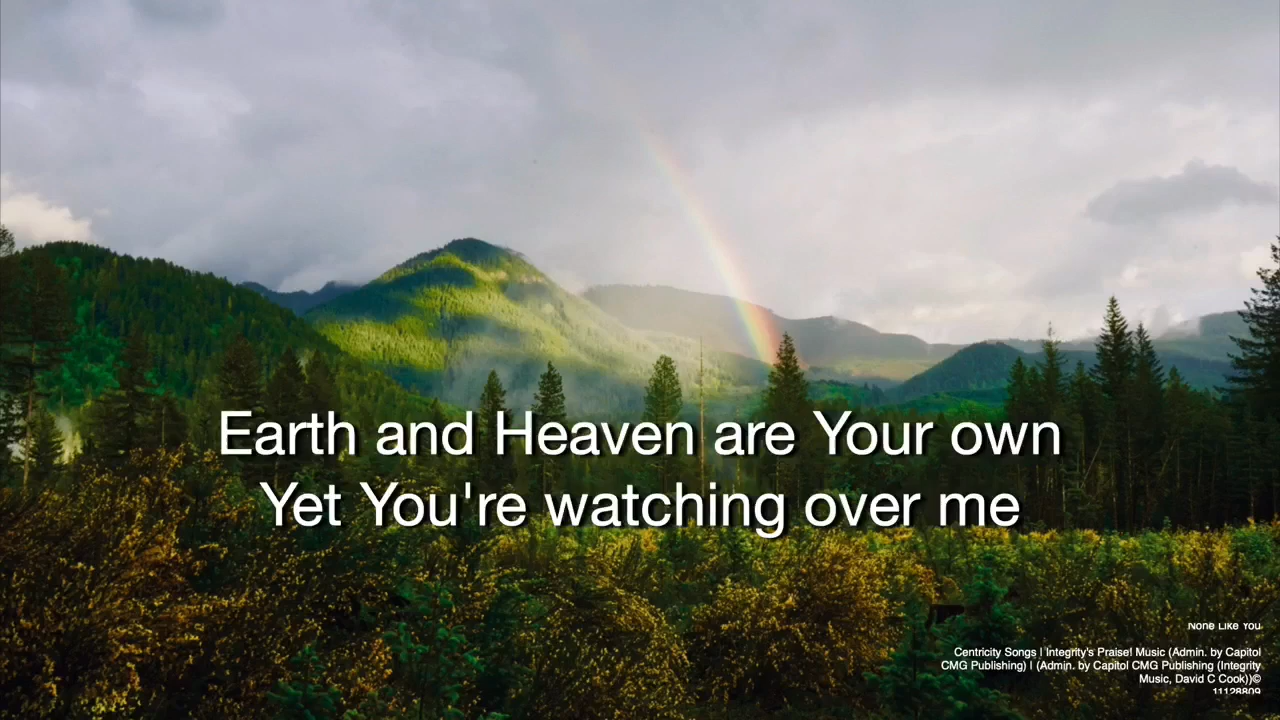 Earth and Heaven are Your own
Yet You're watching over me
None Like You
Centricity Songs | Integrity's Praise! Music (Admin. by Capitol
CMG Publishing) | (Admin. by Capitol CMG Publishing (Integrity
Music, David C Cook))©
11128809